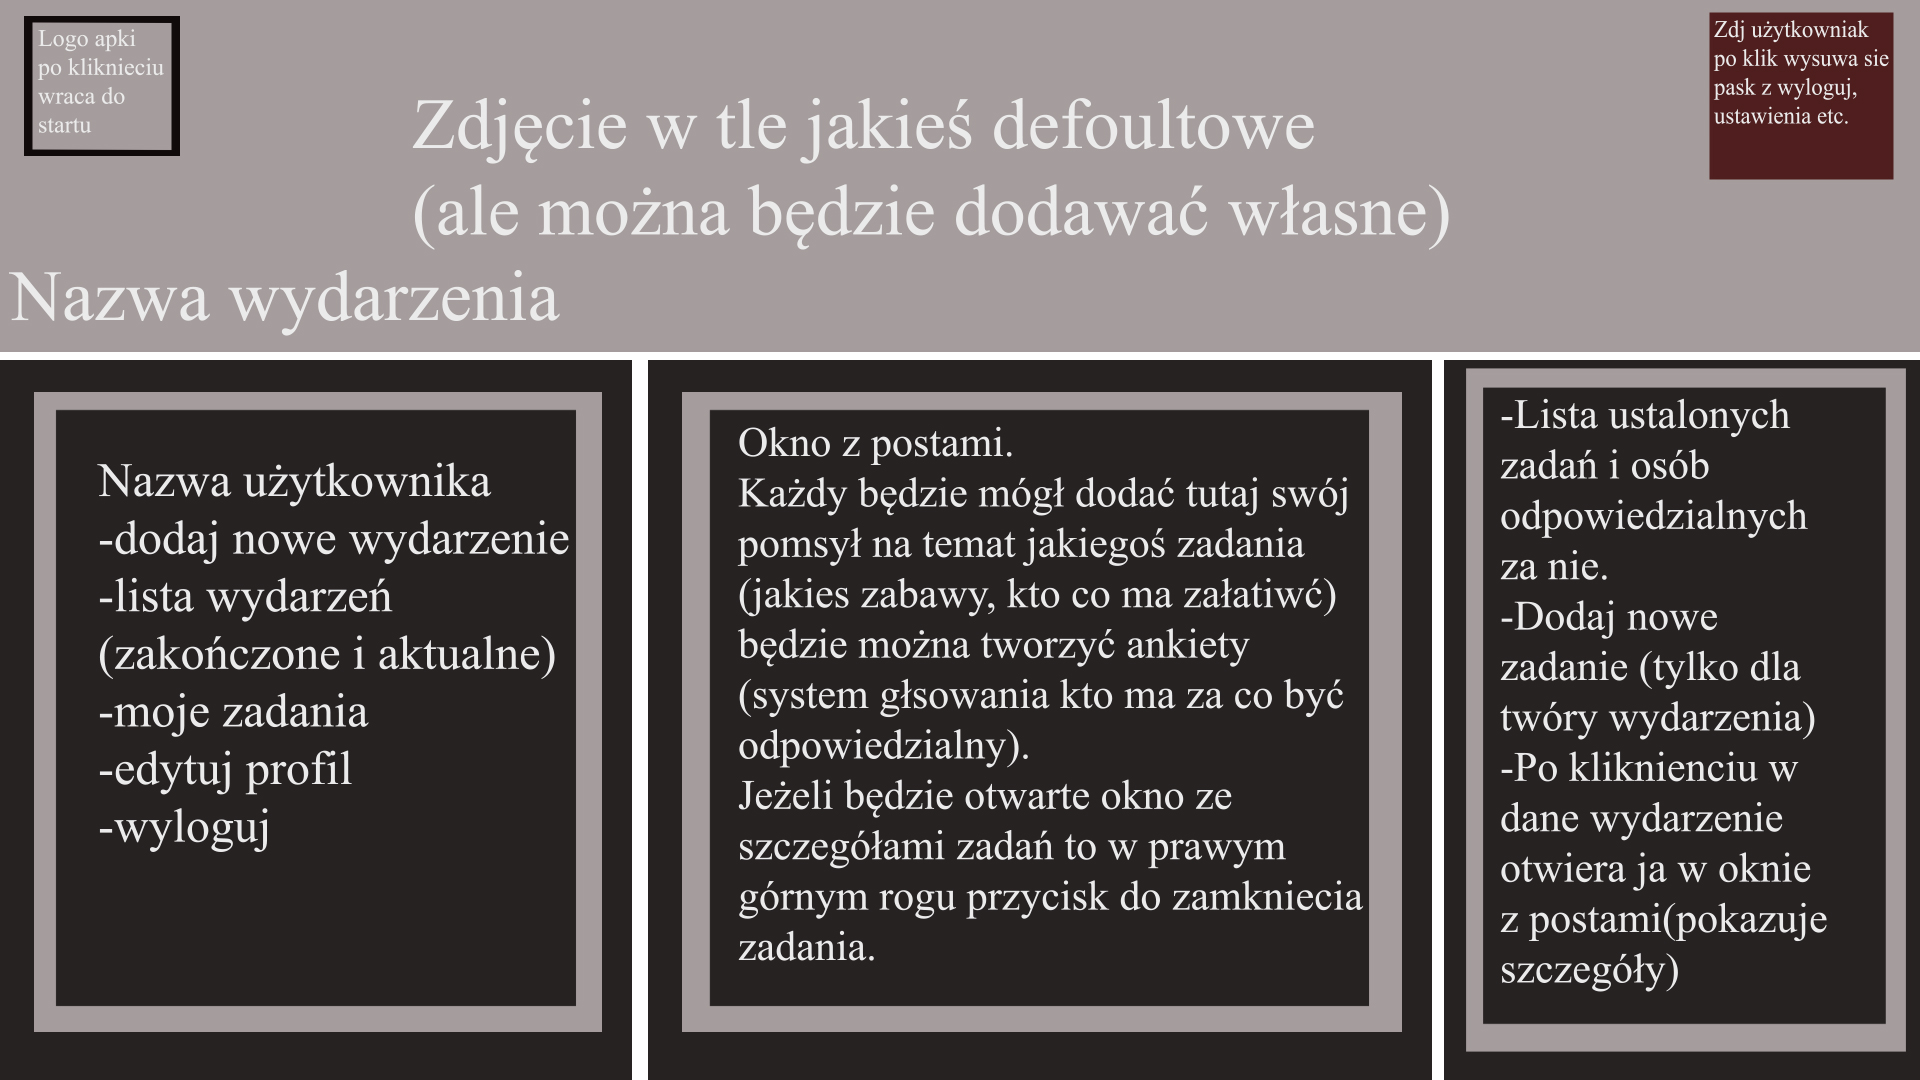 Logo apki
po kliknieciu
wraca do
startu
Zdj użytkowniak
po klik wysuwa sie
pask z wyloguj,
ustawienia etc.
Zdjęcie w tle jakieś defoultowe
(ale można będzie dodawać własne)
Nazwa wydarzenia
Nazwa użytkownika
-dodaj nowe wydarzenie
-lista wydarzeń
(zakończone i aktualne)
-moje zadania
-edytuj profil
-wyloguj
Okno z postami.
Każdy będzie mógł dodać tutaj swój
pomsył na temat jakiegoś zadania
(jakies zabawy, kto co ma załatiwć)
będzie można tworzyć ankiety
(system głsowania kto ma za co być
odpowiedzialny).
Jeżeli będzie otwarte okno ze
szczegółami zadań to w prawym
górnym rogu przycisk do zamkniecia
zadania.
-Lista ustalonych
zadań i osób
odpowiedzialnych
za nie.
-Dodaj nowe
zadanie (tylko dla
twóry wydarzenia)
-Po kliknienciu w
dane wydarzenie
otwiera ja w oknie
z postami(pokazuje
szczegóły)